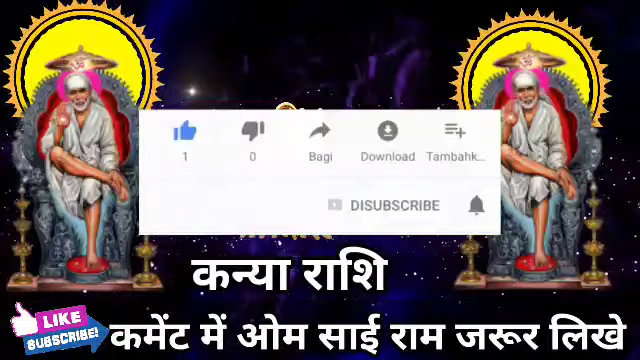 1
0
Bagi
Download
Tambahk...
DISUBSCRIBE
कन्या राशि
LIKE
SUBSCRIBE!
कमेंट में ओम साई राम जरूर लिखे